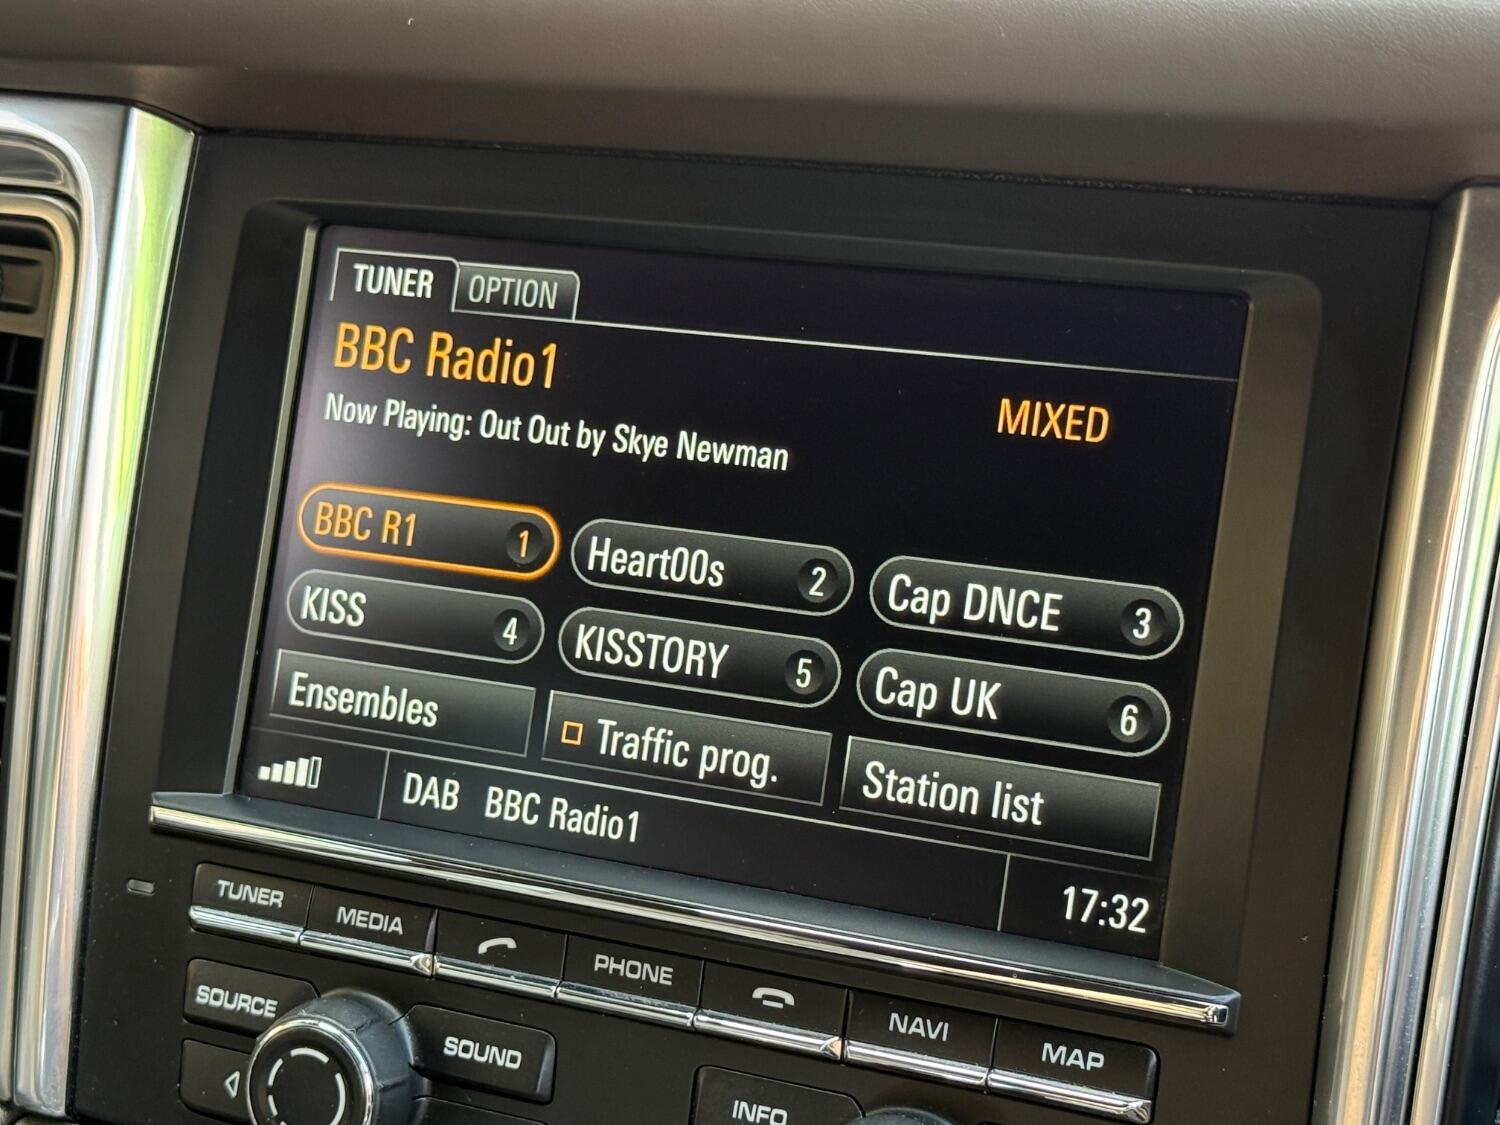 TUNER OPTION
BBC Radio1
MIXED
Now Playing: Out Out by Skye Newman
BBC R1 1
Heart00s 2
Cap DNCE 3
KISS 4
KISSTORY 5
Cap UK 6
Ensembles
Traffic prog.
Station list
DAB BBC Radio1
17:32
TUNER
MEDIA
PHONE
NAVI
MAP
SOURCE
SOUND
INFO